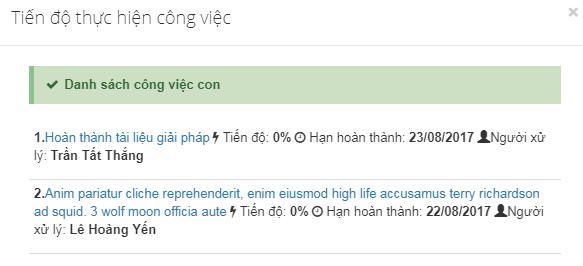 Tiến độ thực hiện công việc
Danh sách công việc con
1.Hoàn thành tài liệu giải pháp Tiến độ: 0% Hạn hoàn thành: 23/08/2017 Người xử
lý: Trần Tất Thắng
2.Anim pariatur cliche reprehenderit, enim eiusmod high life accusamus terry richardson
ad squid. 3 wolf moon officia aute Tiến độ: 0% Hạn hoàn thành: 22/08/2017 Người
xử lý: Lê Hoàng Yến